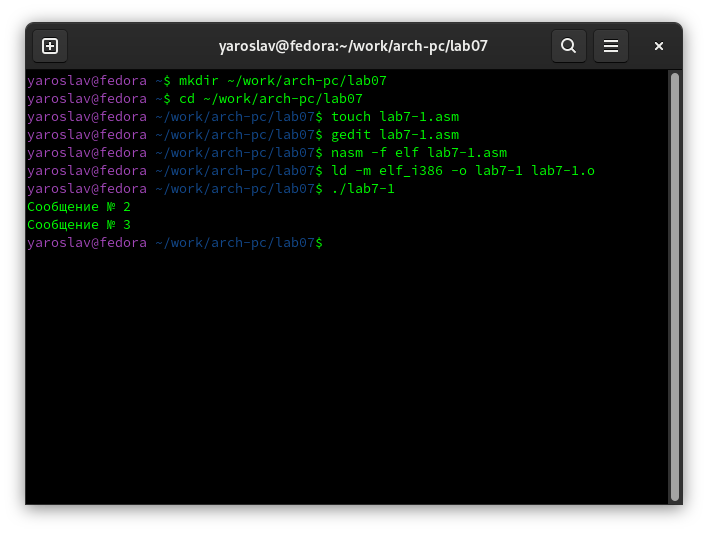 yaroslav@fedora:~/work/arch-pc/lab07
yaroslav@fedora ~$ mkdir ~/work/arch-pc/lab07
yaroslav@fedora ~$ cd ~/work/arch-pc/lab07
yaroslav@fedora ~/work/arch-pc/lab07$ touch lab7-1.asm
yaroslav@fedora ~/work/arch-pc/lab07$ gedit lab7-1.asm
yaroslav@fedora ~/work/arch-pc/lab07$ nasm -f elf lab7-1.asm
yaroslav@fedora ~/work/arch-pc/lab07$ ld -m elf_i386 -o lab7-1 lab7-1.o
yaroslav@fedora ~/work/arch-pc/lab07$ ./lab7-1
Сообщение № 2
Сообщение № 3
yaroslav@fedora ~/work/arch-pc/lab07$